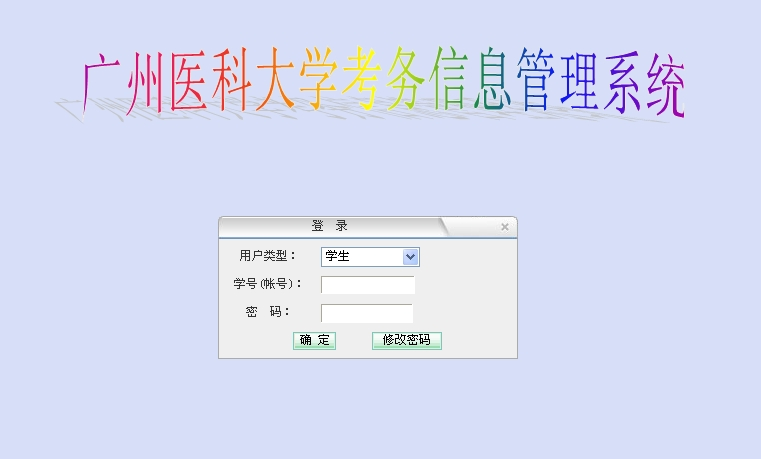 广州医科大学考务信息管理系统
登 录
用户类型： 学生
学号(帐号)：
密 码：
确 定 修改密码